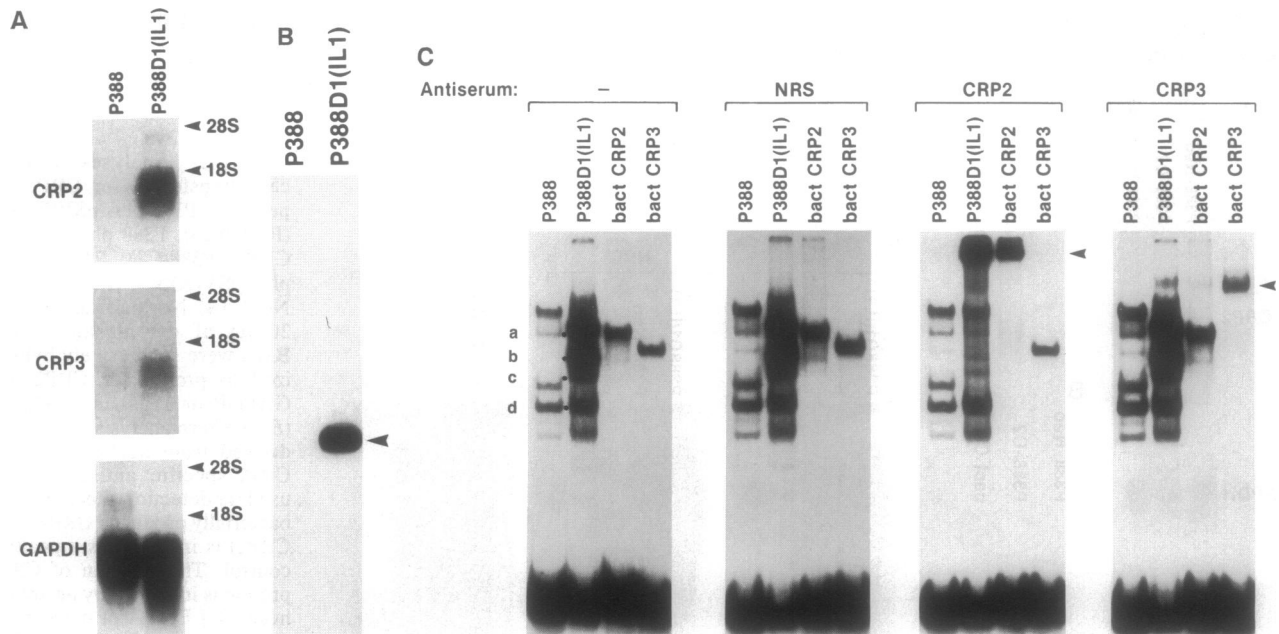 A
P388
P388D1(IL1)
28S
18S
CRP2
28S
18S
CRP3
28S
18S
GAPDH
B
P388
P388D1(IL1)
C
Antiserum:
–
NRS
CRP2
CRP3
P388
P388D1(IL1)
bact CRP2
bact CRP3
P388
P388D1(IL1)
bact CRP2
bact CRP3
P388
P388D1(IL1)
bact CRP2
bact CRP3
P388
P388D1(IL1)
bact CRP2
bact CRP3
a
b
c
d